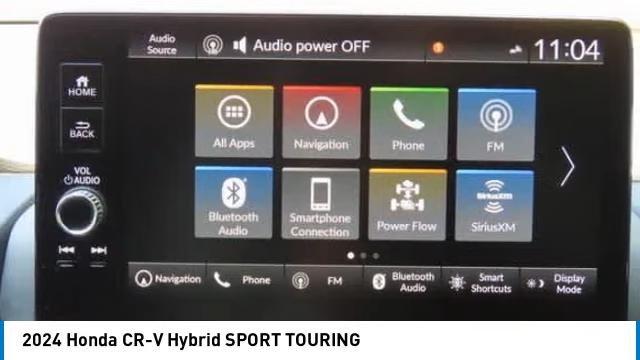 Audio
Source
Audio power OFF
11:04
HOME
BACK
VOL
AUDIO
All Apps
Navigation
Phone
FM
Bluetooth
Audio
Smartphone
Connection
Power Flow
SiriusXM
SiriusXM
Navigation
Phone
FM
Bluetooth
Audio
Smart
Shortcuts
Display
Mode
2024 Honda CR-V Hybrid SPORT TOURING